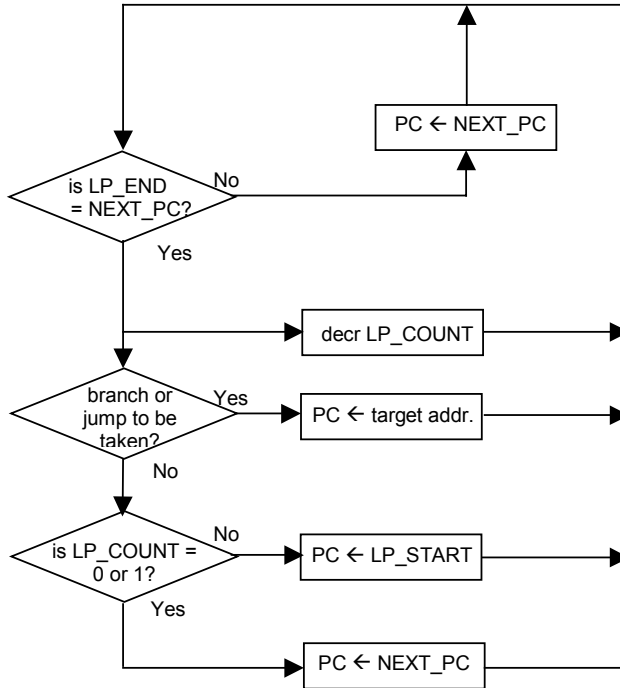 PC ← NEXT_PC
is LP_END
= NEXT_PC?
No
Yes
decr LP_COUNT
branch or
jump to be
taken?
Yes
PC ← target addr.
No
is LP_COUNT =
0 or 1?
No
PC ← LP_START
Yes
PC ← NEXT_PC